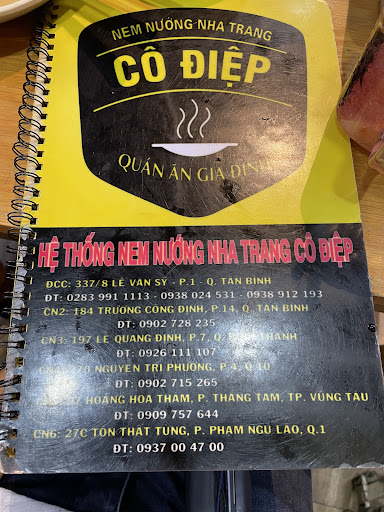 NEM NƯỚNG NHA TRANG
CÔ ĐIỆP
QUÁN ĂN GIA ĐÌNH
HỆ THỐNG NEM NƯỚNG NHA TRANG CÔ ĐIỆP
ĐCC: 337/8 LÊ VĂN SỸ - P.1 - Q. TÂN BÌNH
ĐT: 0283 991 1113 - 0938 024 531 - 0938 912 193
CN2: 184 TRƯƠNG CÔNG ĐỊNH, P.14, Q. TÂN BÌNH
ĐT: 0902 728 235
CN3: 197 LÊ QUANG ĐỊNH, P.7, Q. THẠNH
ĐT: 0926 111 107
70 NGUYỄN TRI PHƯƠNG, P.4, Q.10
ĐT: 0902 715 265
HOÀNG HOA THÁM, P. THẮNG TAM, TP. VŨNG TÀU
ĐT: 0909 757 644
CN6: 27C TÔN THẤT TÙNG, P. PHẠM NGŨ LÃO, Q.1
ĐT: 0937 00 47 00